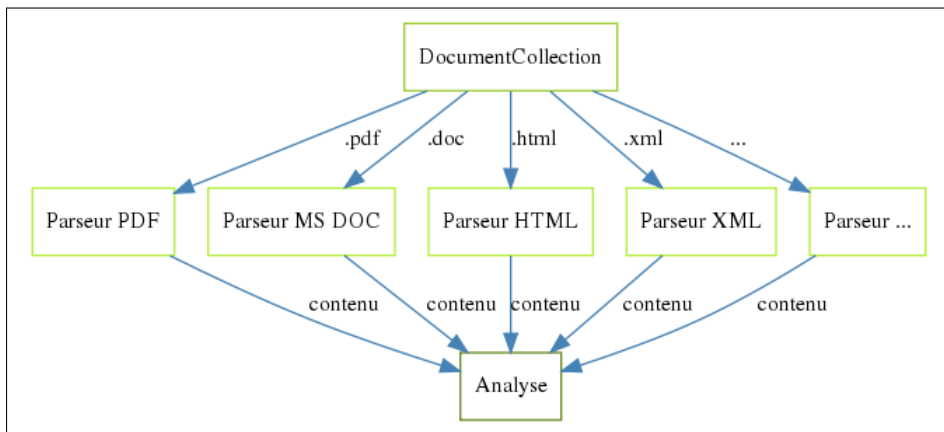 DocumentCollection
.pdf .doc .html .xml ...
Parseur PDF Parseur MS DOC Parseur HTML Parseur XML Parseur ...
contenu contenu contenu contenu contenu
Analyse